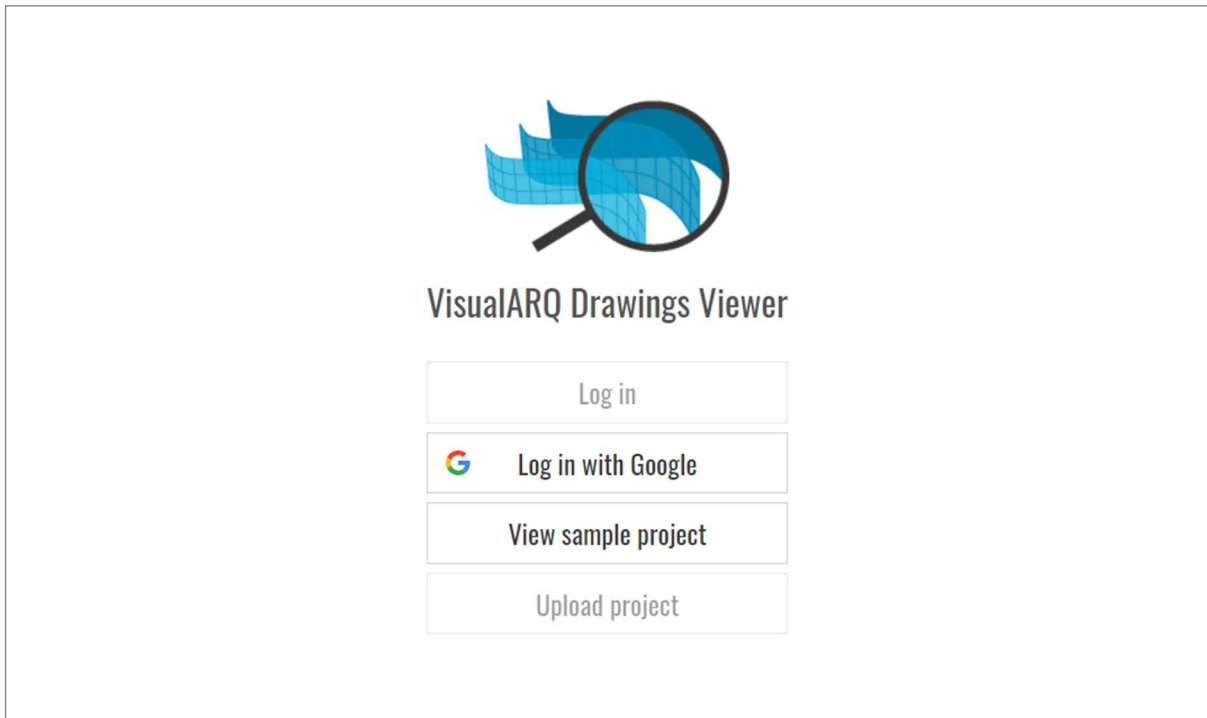 VisualARQ Drawings Viewer
Log in
Log in with Google
View sample project
Upload project